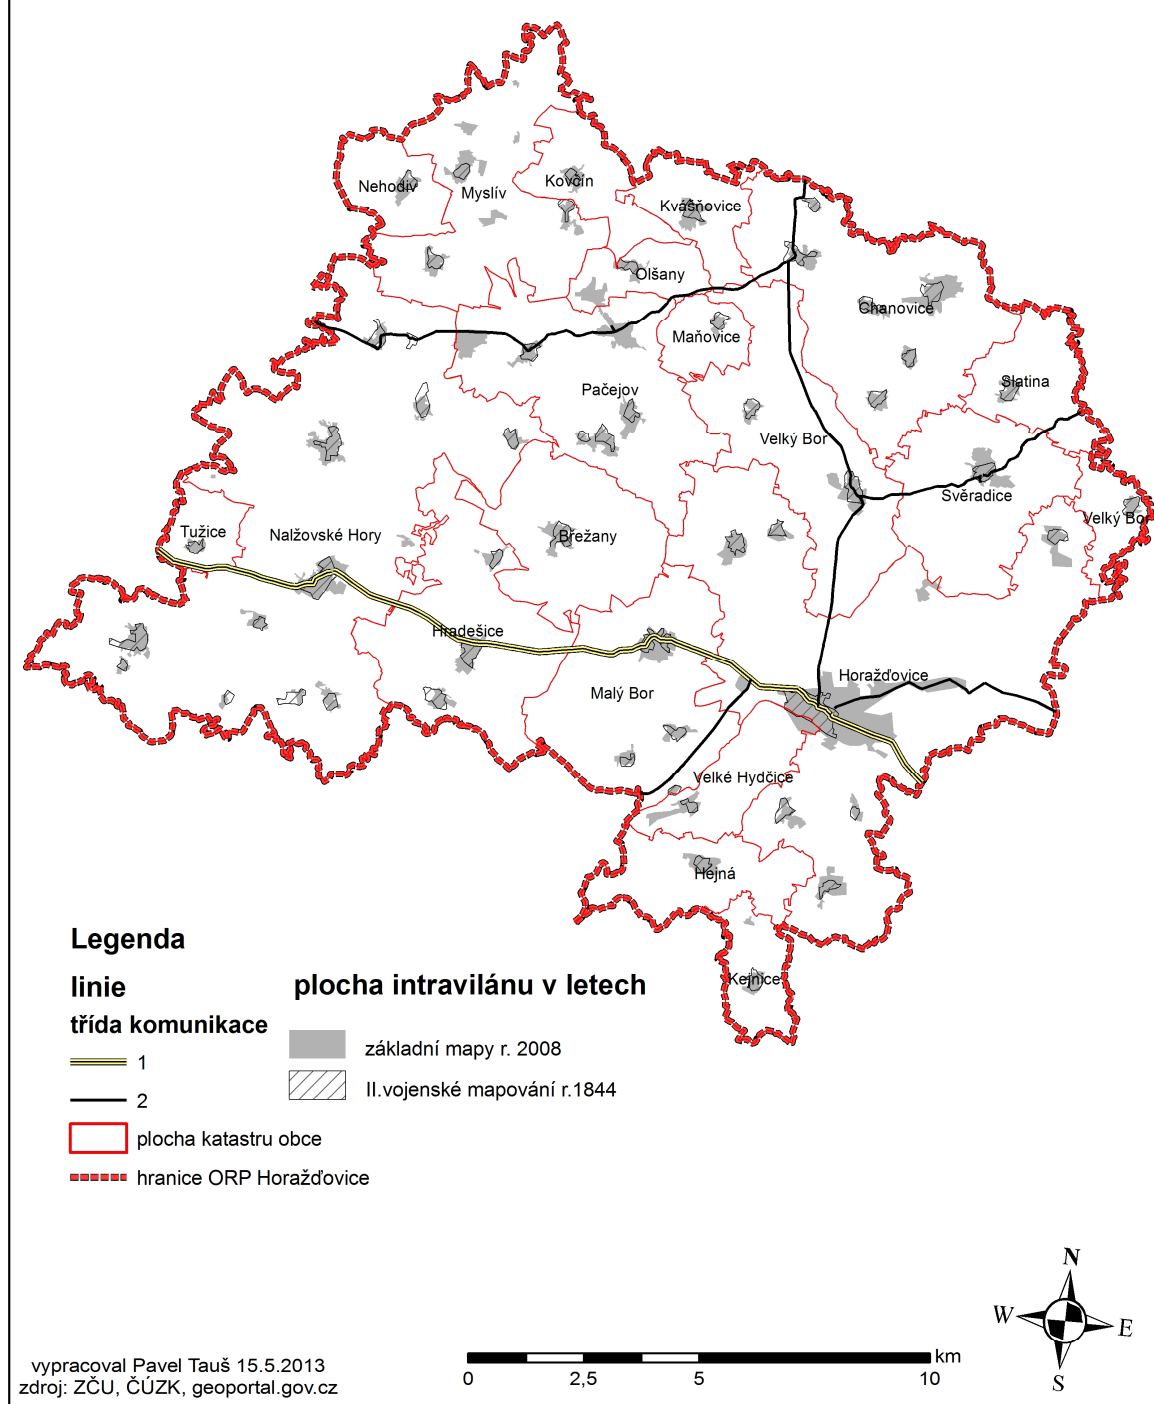 Nehodiv
Myslív
Kovčín
Kvášňovice
Olšany
Chanovice
Maňovice
Slatina
Pačejov
Velký Bor
Svéradice
Velký Bor
Tužice
Nalžovské Hory
Břežany
Hradešice
Horažďovice
Malý Bor
Velké Hydčice
Hejná
Kejnice
Legenda
linie
plocha intravilánu v letech
třída komunikace
základní mapy r. 2008
1
II.vojenské mapování r.1844
2
plocha katastru obce
hranice ORP Horažďovice
N
W
E
S
vypracoval Pavel Tauš 15.5.2013
zdroj: ZČU, ČÚZK, geoportal.gov.cz
km
0 2,5 5 10